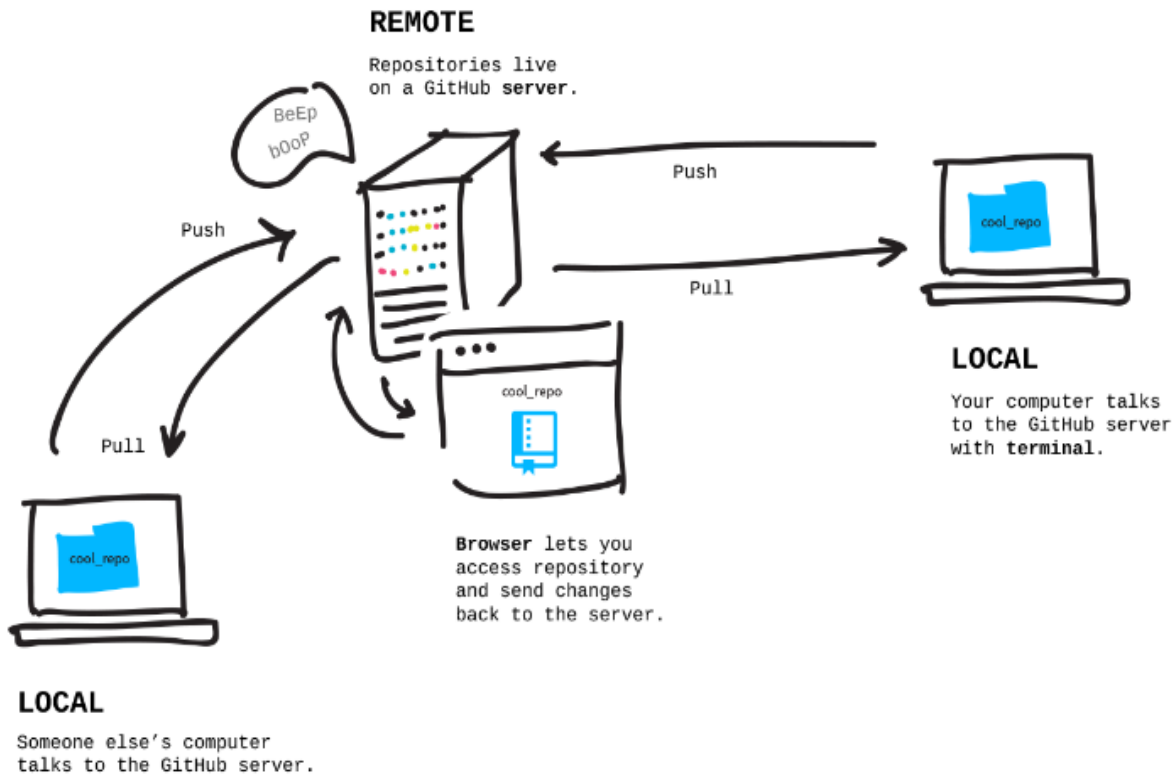 REMOTE
Repositories live
on a GitHub server.
BeEp
bOoP
Push
Push
Pull
Pull
cool_repo
LOCAL
Your computer talks
to the GitHub server
with terminal.
cool_repo
Browser lets you
access repository
and send changes
back to the server.
cool_repo
LOCAL
Someone else’s computer
talks to the GitHub server.